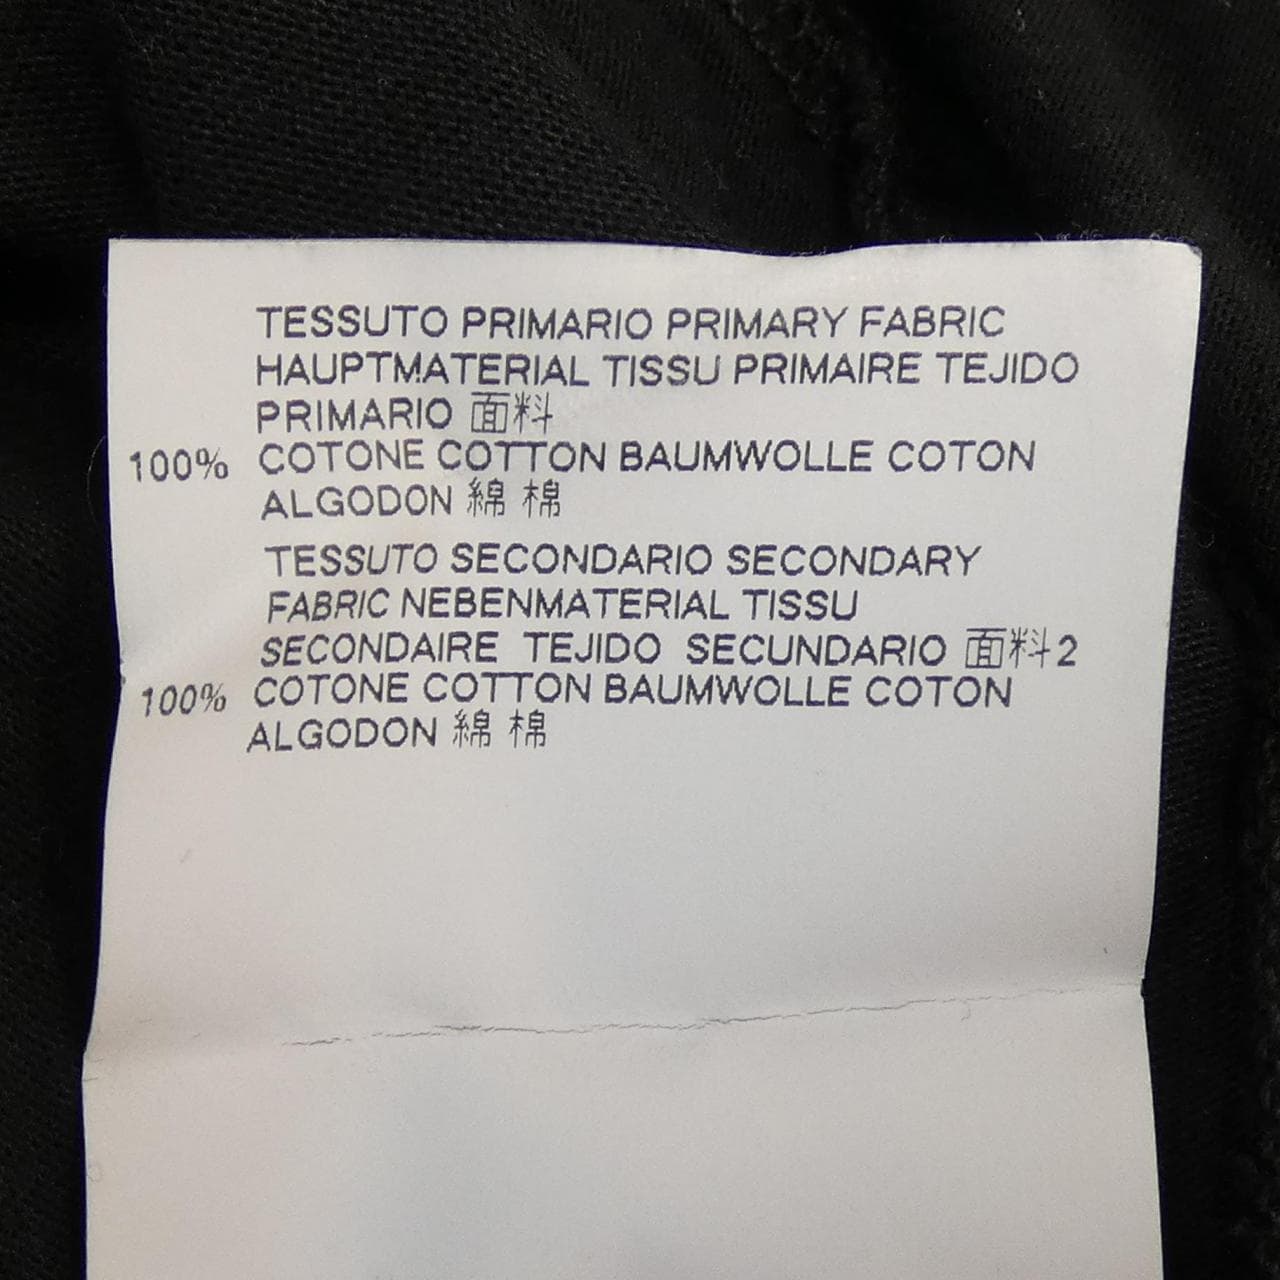 TESSUTO PRIMARIO PRIMARY FABRIC
HAUPTMATERIAL TISSU PRIMAIRE TEJIDO
PRIMARIO 面料
100% COTONE COTTON BAUMWOLLE COTON
ALGODON 綿 棉
TESSUTO SECONDARIO SECONDARY
FABRIC NEBENMATERIAL TISSU
SECONDAIRE TEJIDO SECUNDARIO 面料2
100% COTONE COTTON BAUMWOLLE COTON
ALGODON 綿 棉